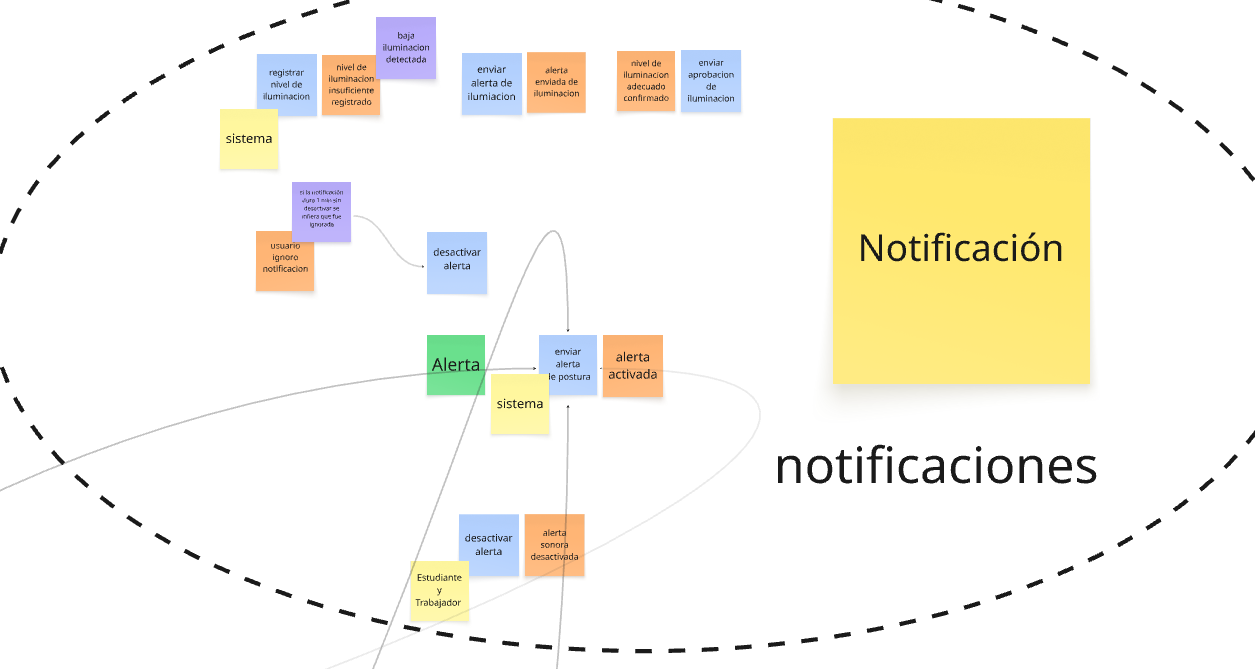 baja
iluminacion
detectada
registrar
nivel de
iluminacion
nivel de
iluminacion
insuficiente
registrado
enviar
alerta de
ilumiacion
alerta
enviada de
iluminacion
nivel de
iluminacion
adecuado
confirmado
enviar
aprobacion
de
iluminacion
sistema
si la notificación
dura 1 min sin
desactivar se
infiera que fue
ignorada
usuario
ignoro
notificacion
desactivar
alerta
Notificación
Alerta
enviar
alerta
de postura
alerta
activada
sistema
notificaciones
desactivar
alerta
alerta
sonora
desactivada
Estudiante
y
Trabajador